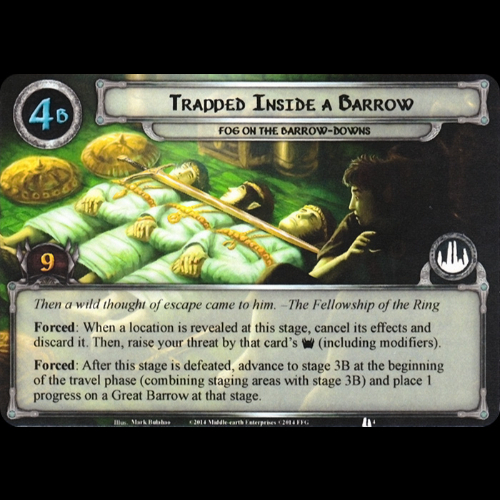 4B
TRAPPED INSIDE A BARROW
FOG ON THE BARROW-DOWNS
9
Then a wild thought of escape came to him. –The Fellowship of the Ring
Forced: When a location is revealed at this stage, cancel its effects and
discard it. Then, raise your threat by that card's (including modifiers).
Forced: After this stage is defeated, advance to stage 3B at the beginning
of the travel phase (combining staging areas with stage 3B) and place 1
progress on a Great Barrow at that stage.
Illus. Mark Bulahao ©2014 Middle-earth Enterprises ©2014 FFG 4